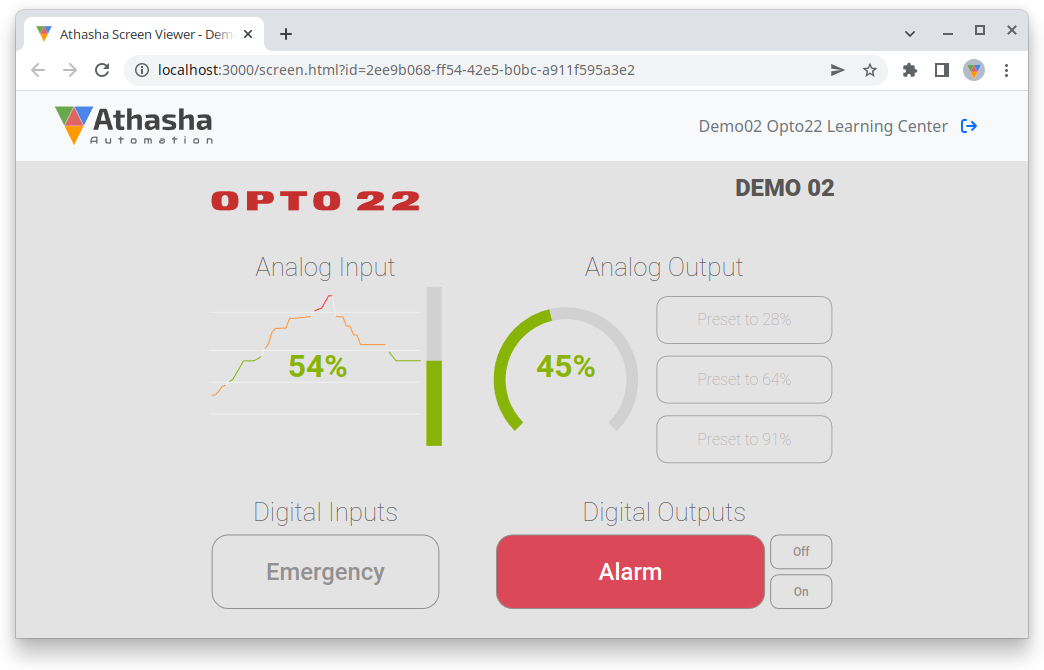 Athasha Screen Viewer - Dem
localhost:3000/screen.html?id=2ee9b068-ff54-42e5-b0bc-a911f595a3e2
Athasha
Automation
Demo02 Opto22 Learning Center
OPTO 22
DEMO 02
Analog Input
Analog Output
54%
45%
Preset to 28%
Preset to 64%
Preset to 91%
Digital Inputs
Digital Outputs
Emergency
Alarm
Off
On